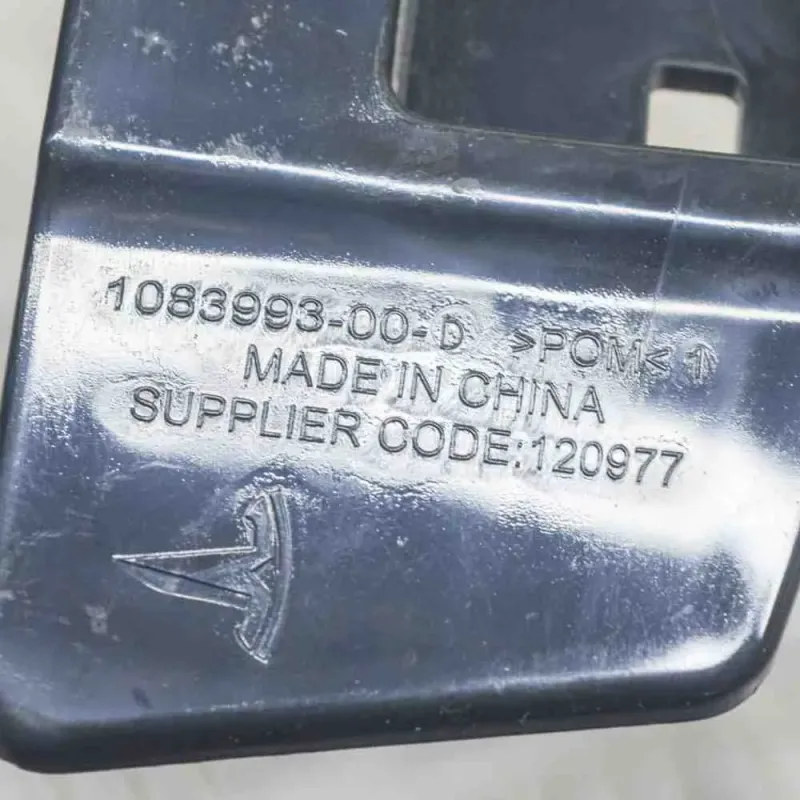 1083993-00-D >POM< 1
MADE IN CHINA
SUPPLIER CODE:120977